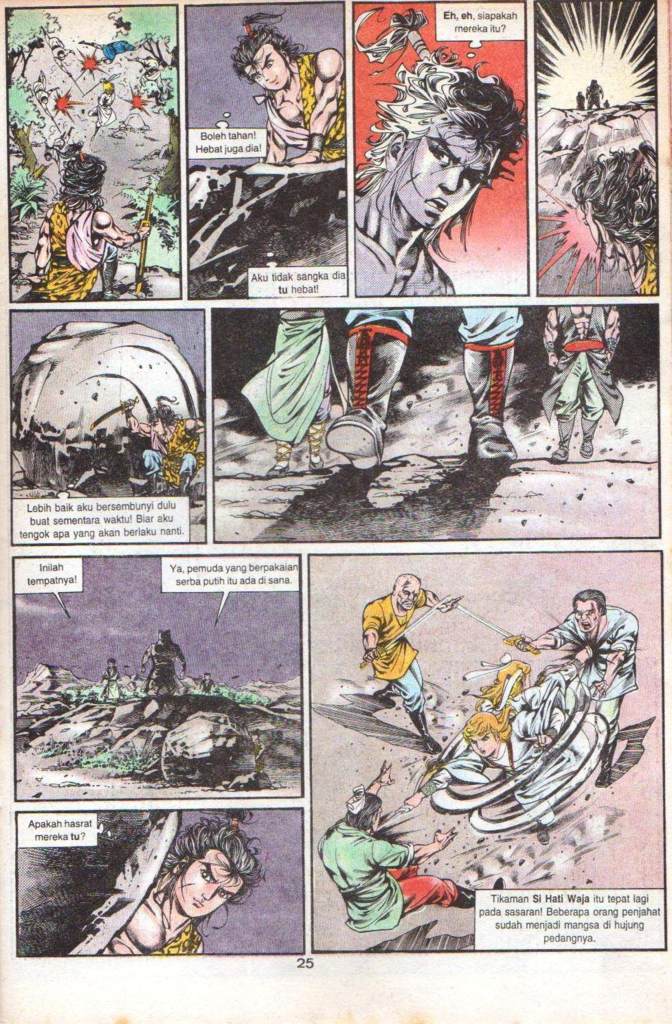 Boleh tahan!
Hebat juga dia!
Aku tidak sangka dia
tu hebat!
Eh, eh, siapakah
mereka itu?
Lebih baik aku bersembunyi dulu
buat sementara waktu! Biar aku
tengok apa yang akan berlaku nanti.
Inilah
tempatnya!
Ya, pemuda yang berpakaian
serba putih itu ada di sana.
Apakah hasrat
mereka tu?
Tikaman Si Hati Waja itu tepat lagi
pada sasaran! Beberapa orang penjahat
sudah menjadi mangsa di hujung
pedangnya.
25